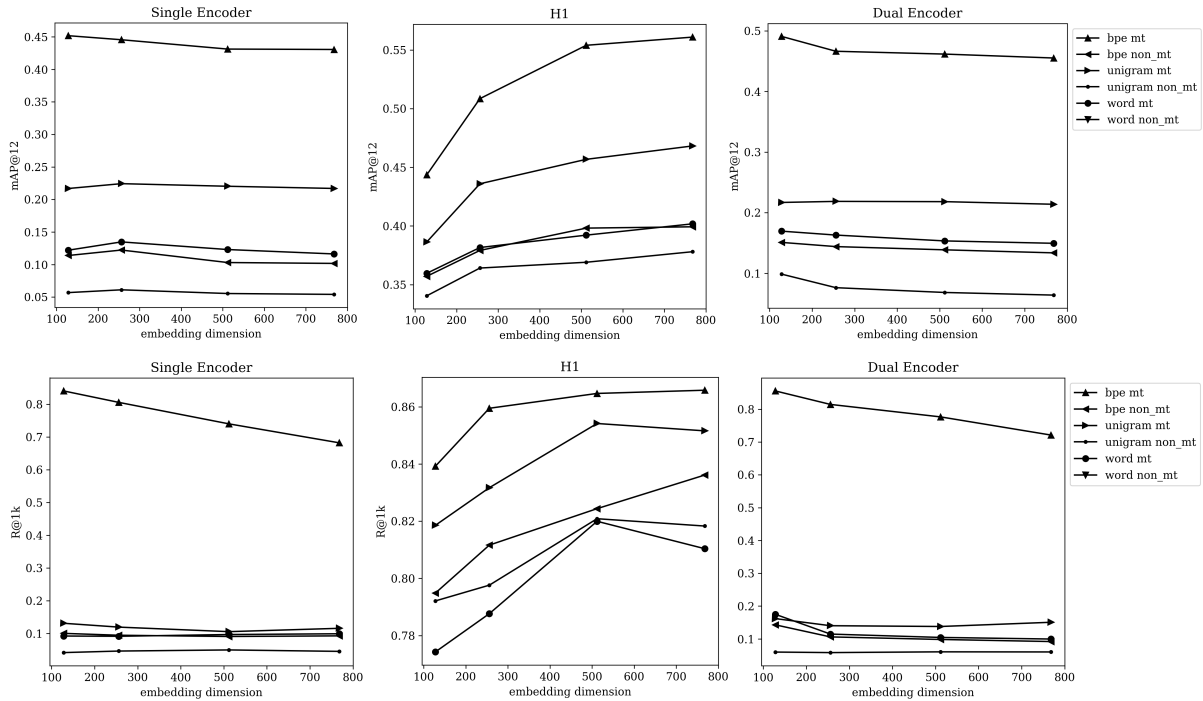 Single Encoder
mAP@12
0.45
0.40
0.35
0.30
0.25
0.20
0.15
0.10
0.05
100 200 300 400 500 600 700 800
embedding dimension
H1
mAP@12
0.55
0.50
0.45
0.40
0.35
100 200 300 400 500 600 700 800
embedding dimension
Dual Encoder
mAP@12
0.5
0.4
0.3
0.2
0.1
100 200 300 400 500 600 700 800
embedding dimension
bpe mt
bpe non_mt
unigram mt
unigram non_mt
word mt
word non_mt
Single Encoder
R@1k
0.8
0.7
0.6
0.5
0.4
0.3
0.2
0.1
100 200 300 400 500 600 700 800
embedding dimension
H1
R@1k
0.86
0.84
0.82
0.80
0.78
100 200 300 400 500 600 700 800
embedding dimension
Dual Encoder
R@1k
0.8
0.7
0.6
0.5
0.4
0.3
0.2
0.1
100 200 300 400 500 600 700 800
embedding dimension
bpe mt
bpe non_mt
unigram mt
unigram non_mt
word mt
word non_mt